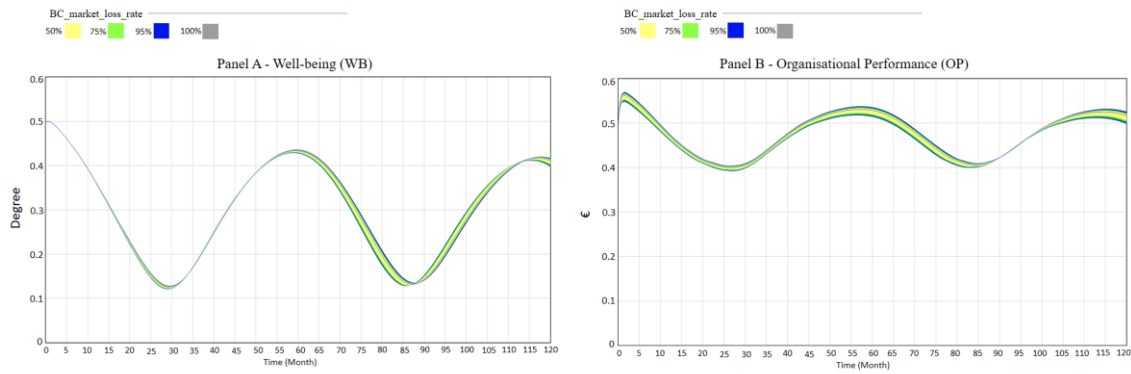 BC_market_loss_rate
50% 75% 95% 100%
Panel A - Well-being (WB)
Degree
0.6
0.5
0.4
0.3
0.2
0.1
0
0 5 10 15 20 25 30 35 40 45 50 55 60 65 70 75 80 85 90 95 100 105 110 115 120
Time (Month)
BC_market_loss_rate
50% 75% 95% 100%
Panel B - Organisational Performance (OP)
€
0.6
0.5
0.4
0.3
0.2
0.1
0
0 5 10 15 20 25 30 35 40 45 50 55 60 65 70 75 80 85 90 95 100 105 110 115 120
Time (Month)